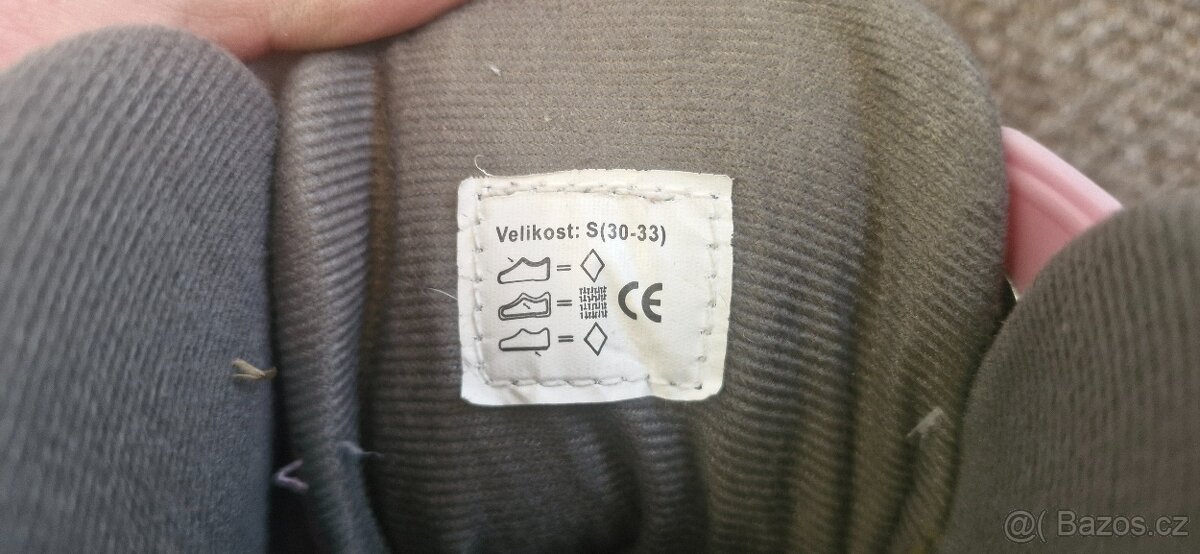 Velikost: S(30-33)
=
= CE
=
@( Bazos.cz